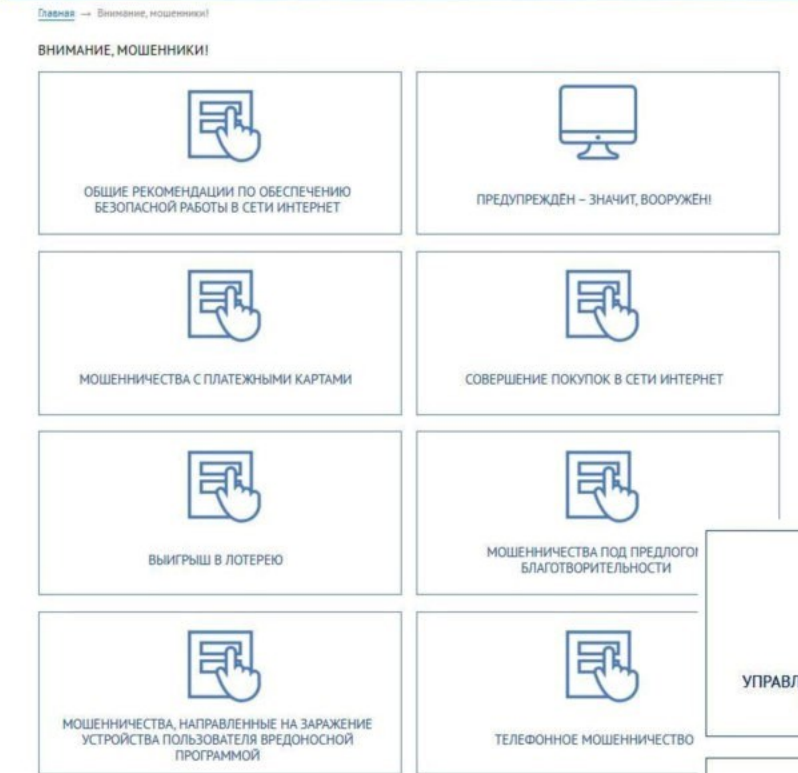 Главная → Внимание, мошенники!
ВНИМАНИЕ, МОШЕННИКИ!
ОБЩИЕ РЕКОМЕНДАЦИИ ПО ОБЕСПЕЧЕНИЮ
БЕЗОПАСНОЙ РАБОТЫ В СЕТИ ИНТЕРНЕТ
ПРЕДУПРЕЖДЁН – ЗНАЧИТ, ВООРУЖЁН!
МОШЕННИЧЕСТВА С ПЛАТЕЖНЫМИ КАРТАМИ
СОВЕРШЕНИЕ ПОКУПОК В СЕТИ ИНТЕРНЕТ
ВЫИГРЫШ В ЛОТЕРЕЮ
МОШЕННИЧЕСТВА ПОД ПРЕДЛОГО
БЛАГОТВОРИТЕЛЬНОСТИ
УПРАВЛ
МОШЕННИЧЕСТВА, НАПРАВЛЕННЫЕ НА ЗАРАЖЕНИЕ
УСТРОЙСТВА ПОЛЬЗОВАТЕЛЯ ВРЕДОНОСНОЙ
ПРОГРАММОЙ
ТЕЛЕФОННОЕ МОШЕННИЧЕСТВО